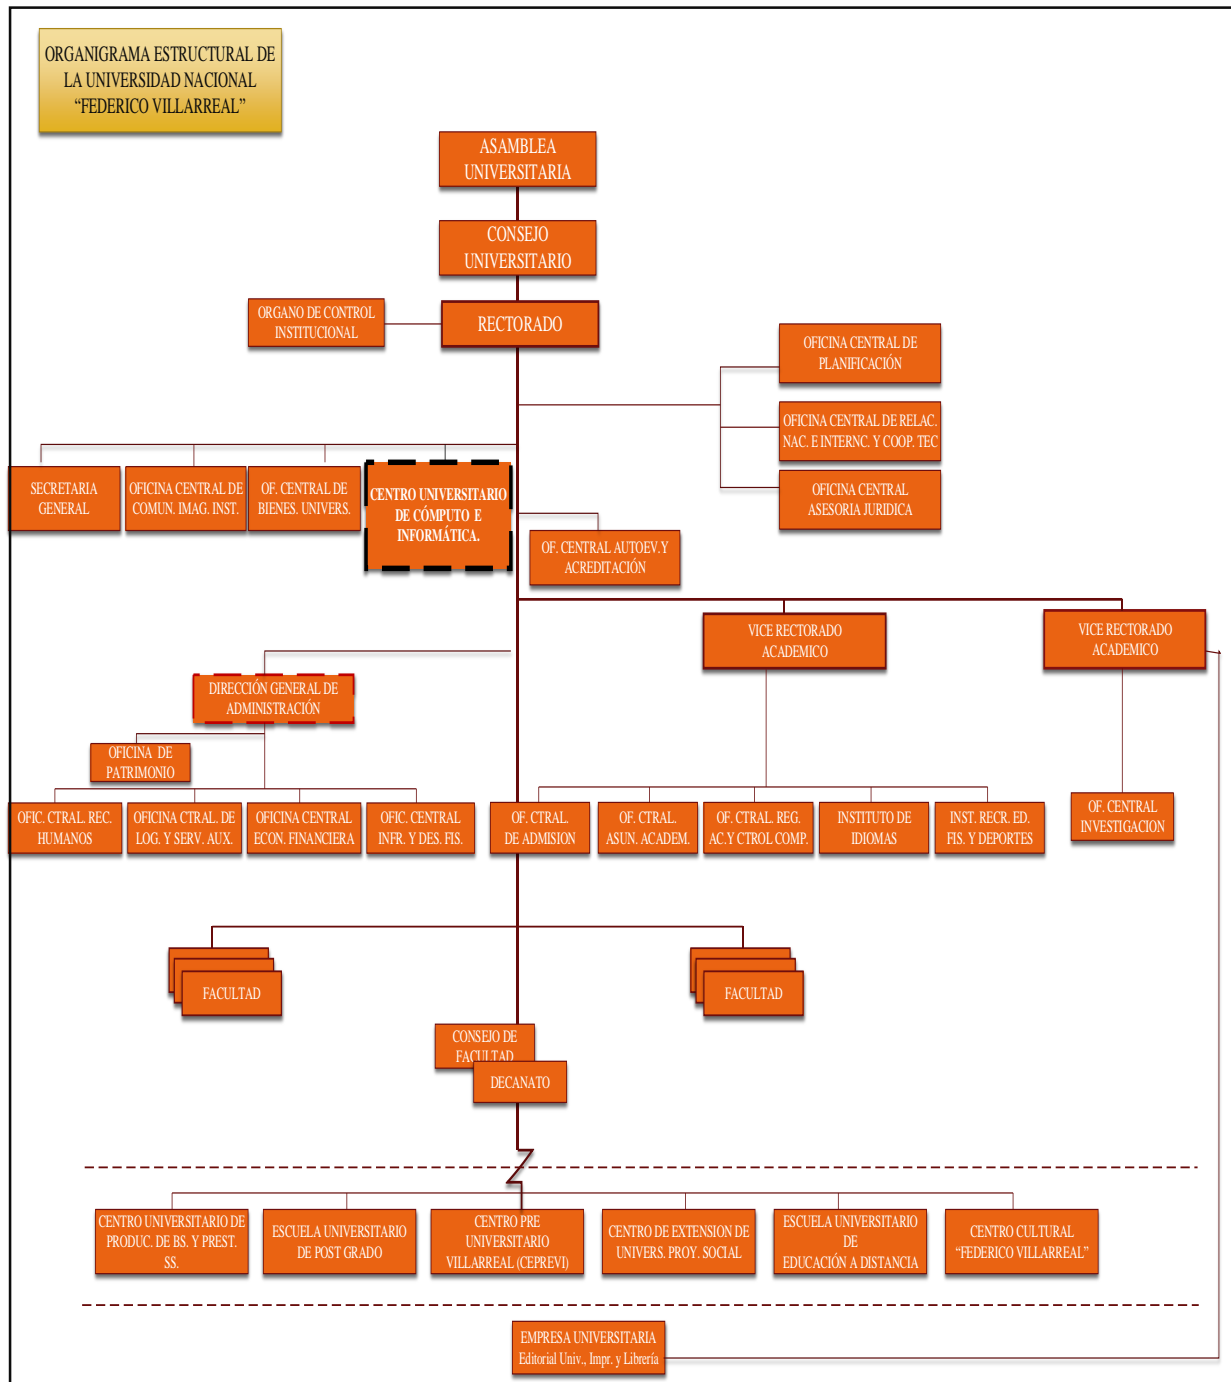 ORGANIGRAMA ESTRUCTURAL DE
LA UNIVERSIDAD NACIONAL
“FEDERICO VILLARREAL”
ASAMBLEA
UNIVERSITARIA
CONSEJO
UNIVERSITARIO
ORGANO DE CONTROL
INSTITUCIONAL
RECTORADO
OFICINA CENTRAL DE
PLANIFICACIÓN
OFICINA CENTRAL DE RELAC.
NAC. E INTERNC. Y COOP. TEC
OFICINA CENTRAL
ASESORIA JURIDICA
SECRETARIA
GENERAL
OFICINA CENTRAL DE
COMUN. IMAG. INST.
OF. CENTRAL DE
BIENES. UNIVERS.
CENTRO UNIVERSITARIO
DE CÓMPUTO E
INFORMÁTICA.
OF. CENTRAL AUTOEV.Y
ACREDITACIÓN
VICE RECTORADO
ACADEMICO
VICE RECTORADO
ACADEMICO
DIRECCIÓN GENERAL DE
ADMINISTRACIÓN
OFICINA DE
PATRIMONIO
OFIC. CTRAL. REC.
HUMANOS
OFICINA CTRAL. DE
LOG. Y SERV. AUX.
OFICINA CENTRAL
ECON. FINANCIERA
OFIC. CENTRAL
INFR. Y DES. FIS.
OF. CTRAL.
DE ADMISION
OF. CTRAL.
ASUN. ACADEM.
OF. CTRAL. REG.
AC.Y CTROL COMP.
INSTITUTO DE
IDIOMAS
INST. RECR. ED.
FIS. Y DEPORTES
OF. CENTRAL
INVESTIGACION
FACULTAD
FACULTAD
CONSEJO DE
FACULTAD
DECANATO
CENTRO UNIVERSITARIO DE
PRODUC. DE BS. Y PREST.
SS.
ESCUELA UNIVERSITARIO
DE POST GRADO
CENTRO PRE
UNIVERSITARIO
VILLARREAL (CEPREVI)
CENTRO DE EXTENSION DE
UNIVERS. PROY. SOCIAL
ESCUELA UNIVERSITARIO
DE
EDUCACIÓN A DISTANCIA
CENTRO CULTURAL
“FEDERICO VILLARREAL”
EMPRESA UNIVERSITARIA
Editorial Univ., Impr. y Librería